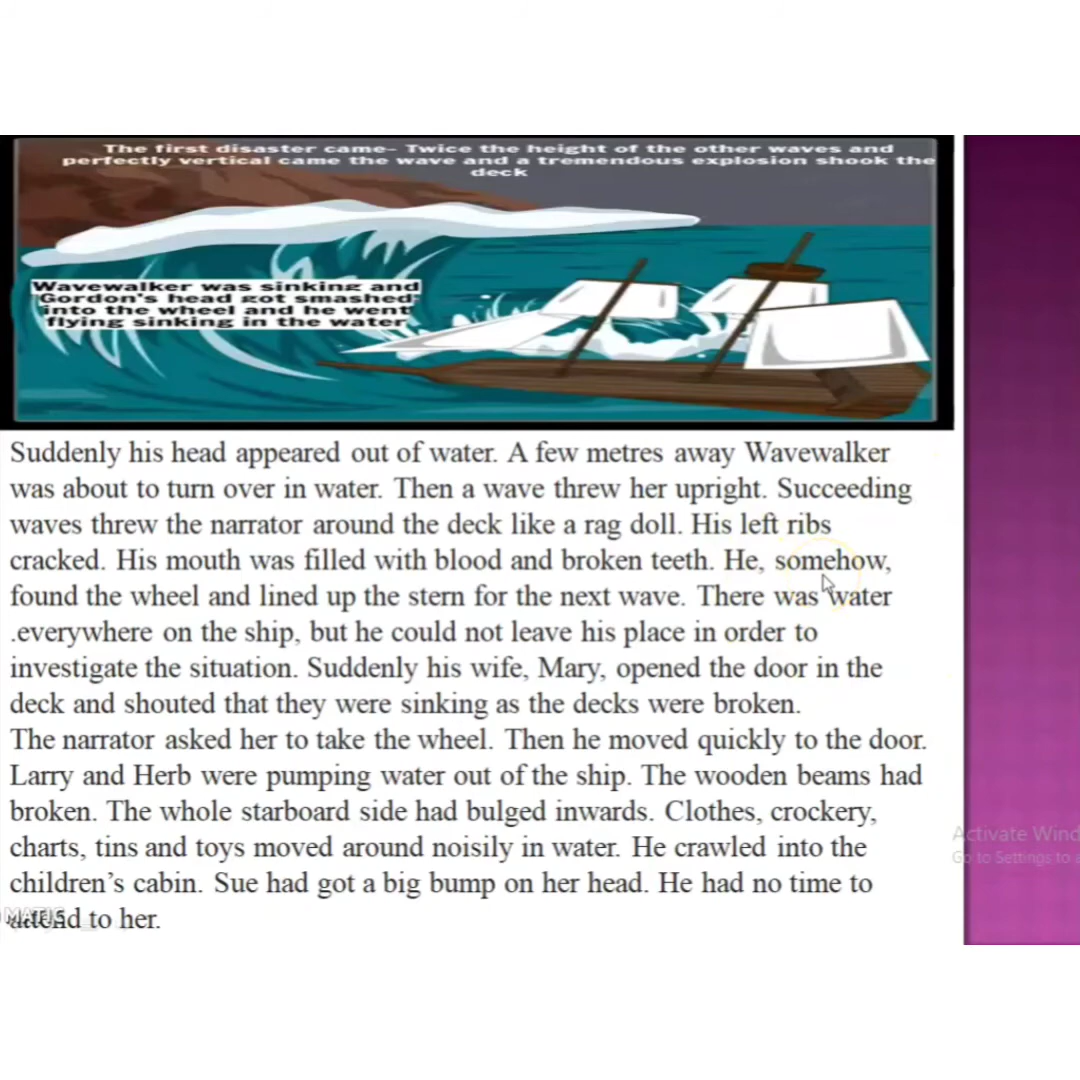 The first disaster came- Twice the height of the other waves and
perfectly vertical came the wave and a tremendous explosion shook the
deck
Wavewalker was sinking and
Gordon's head got smashed
into the wheel and he went
flying sinking in the water
Suddenly his head appeared out of water. A few metres away Wavewalker
was about to turn over in water. Then a wave threw her upright. Succeeding
waves threw the narrator around the deck like a rag doll. His left ribs
cracked. His mouth was filled with blood and broken teeth. He, somehow,
found the wheel and lined up the stern for the next wave. There was water
.everywhere on the ship, but he could not leave his place in order to
investigate the situation. Suddenly his wife, Mary, opened the door in the
deck and shouted that they were sinking as the decks were broken.
The narrator asked her to take the wheel. Then he moved quickly to the door.
Larry and Herb were pumping water out of the ship. The wooden beams had
broken. The whole starboard side had bulged inwards. Clothes, crockery,
charts, tins and toys moved around noisily in water. He crawled into the
children's cabin. Sue had got a big bump on her head. He had no time to
attend to her.
Activate Wind
Go to Settings to a